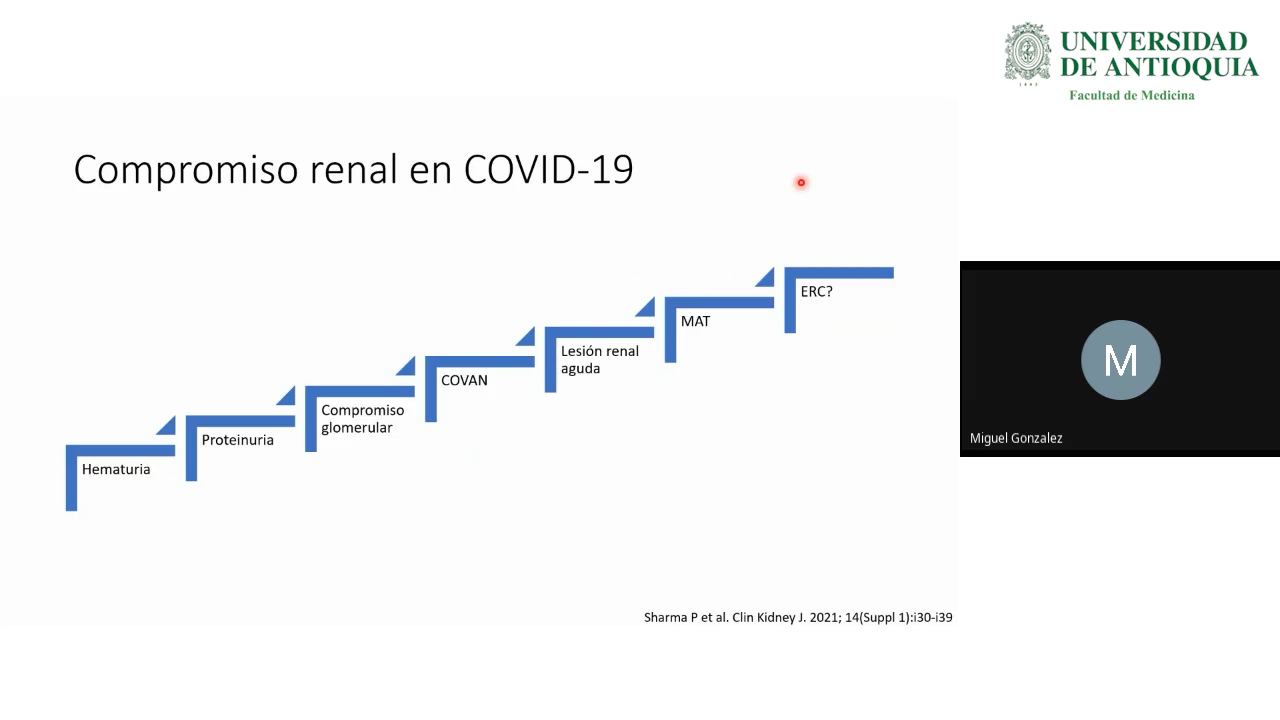 UNIVERSIDAD
DE ANTIOQUIA
1803
Facultad de Medicina
Compromiso renal en COVID-19
ERC?
MAT
Lesión renal
aguda
COVAN
Compromiso
glomerular
Proteinuria
Hematuria
M
Miguel Gonzalez
Sharma P et al. Clin Kidney J. 2021; 14(Suppl 1):i30-i39